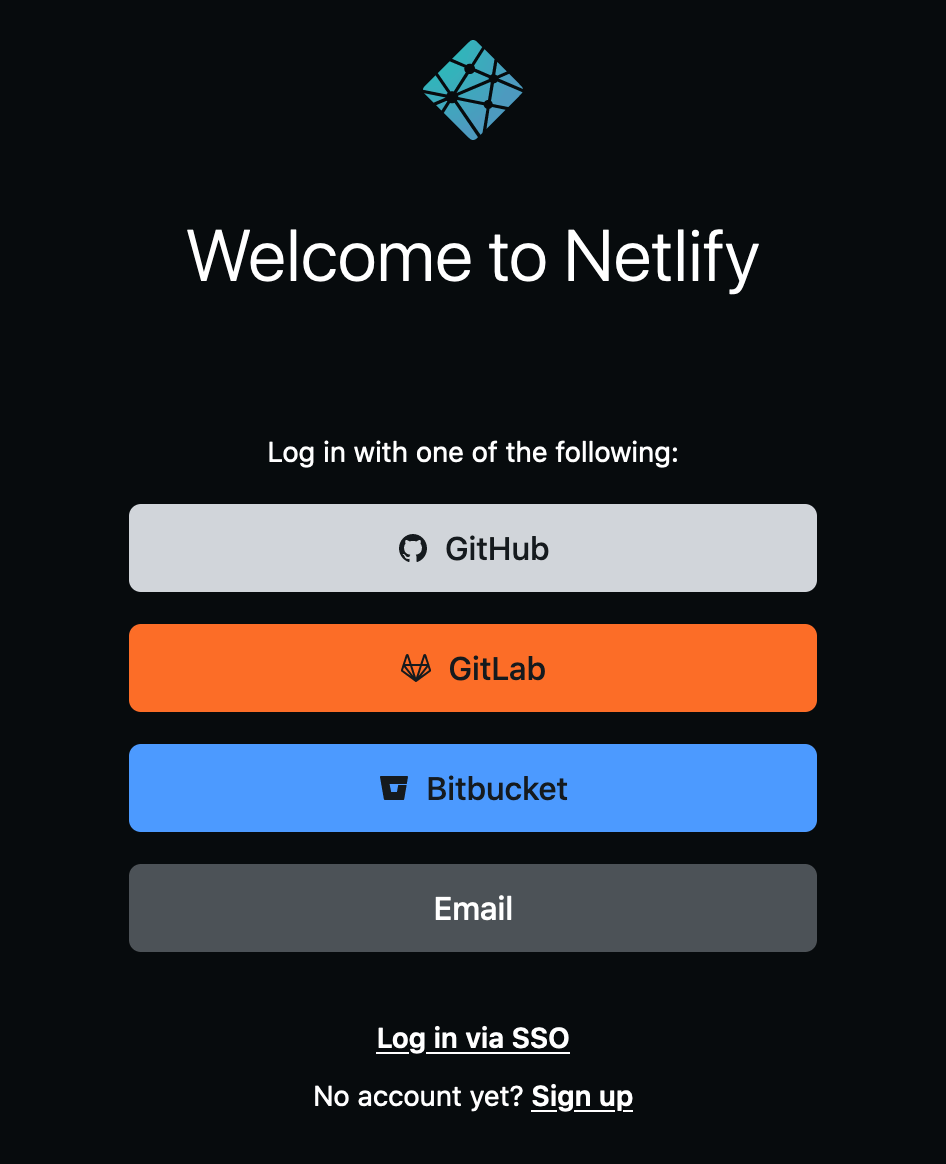 Welcome to Netlify
Log in with one of the following:
GitHub
GitLab
Bitbucket
Email
Log in via SSO
No account yet? Sign up